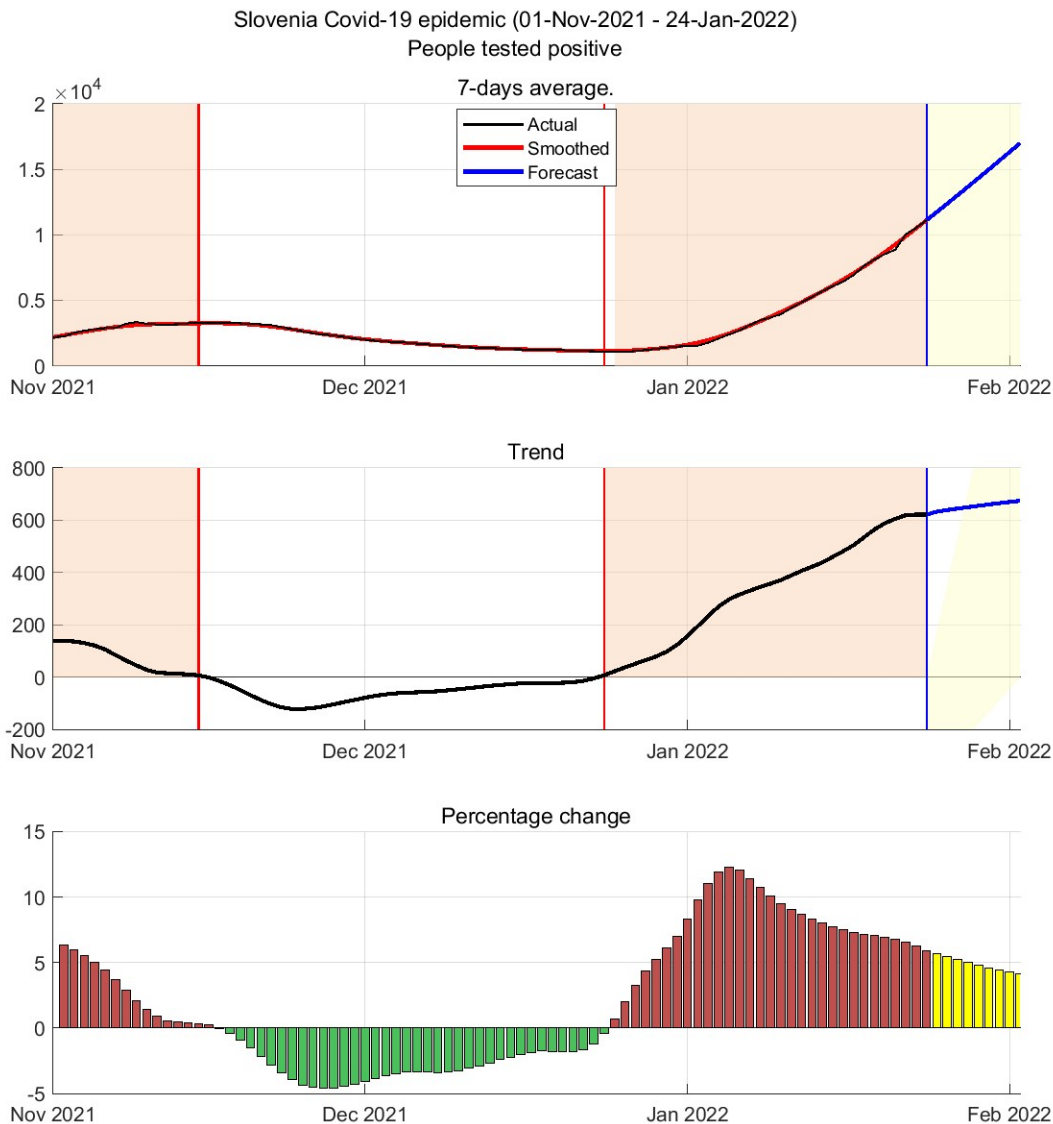 Slovenia Covid-19 epidemic (01-Nov-2021 - 24-Jan-2022)
People tested positive
7-days average.
×10⁴
2
1.5
1
0.5
0
Actual
Smoothed
Forecast
Nov 2021 Dec 2021 Jan 2022 Feb 2022
Trend
800
600
400
200
0
-200
Nov 2021 Dec 2021 Jan 2022 Feb 2022
Percentage change
15
10
5
0
-5
Nov 2021 Dec 2021 Jan 2022 Feb 2022